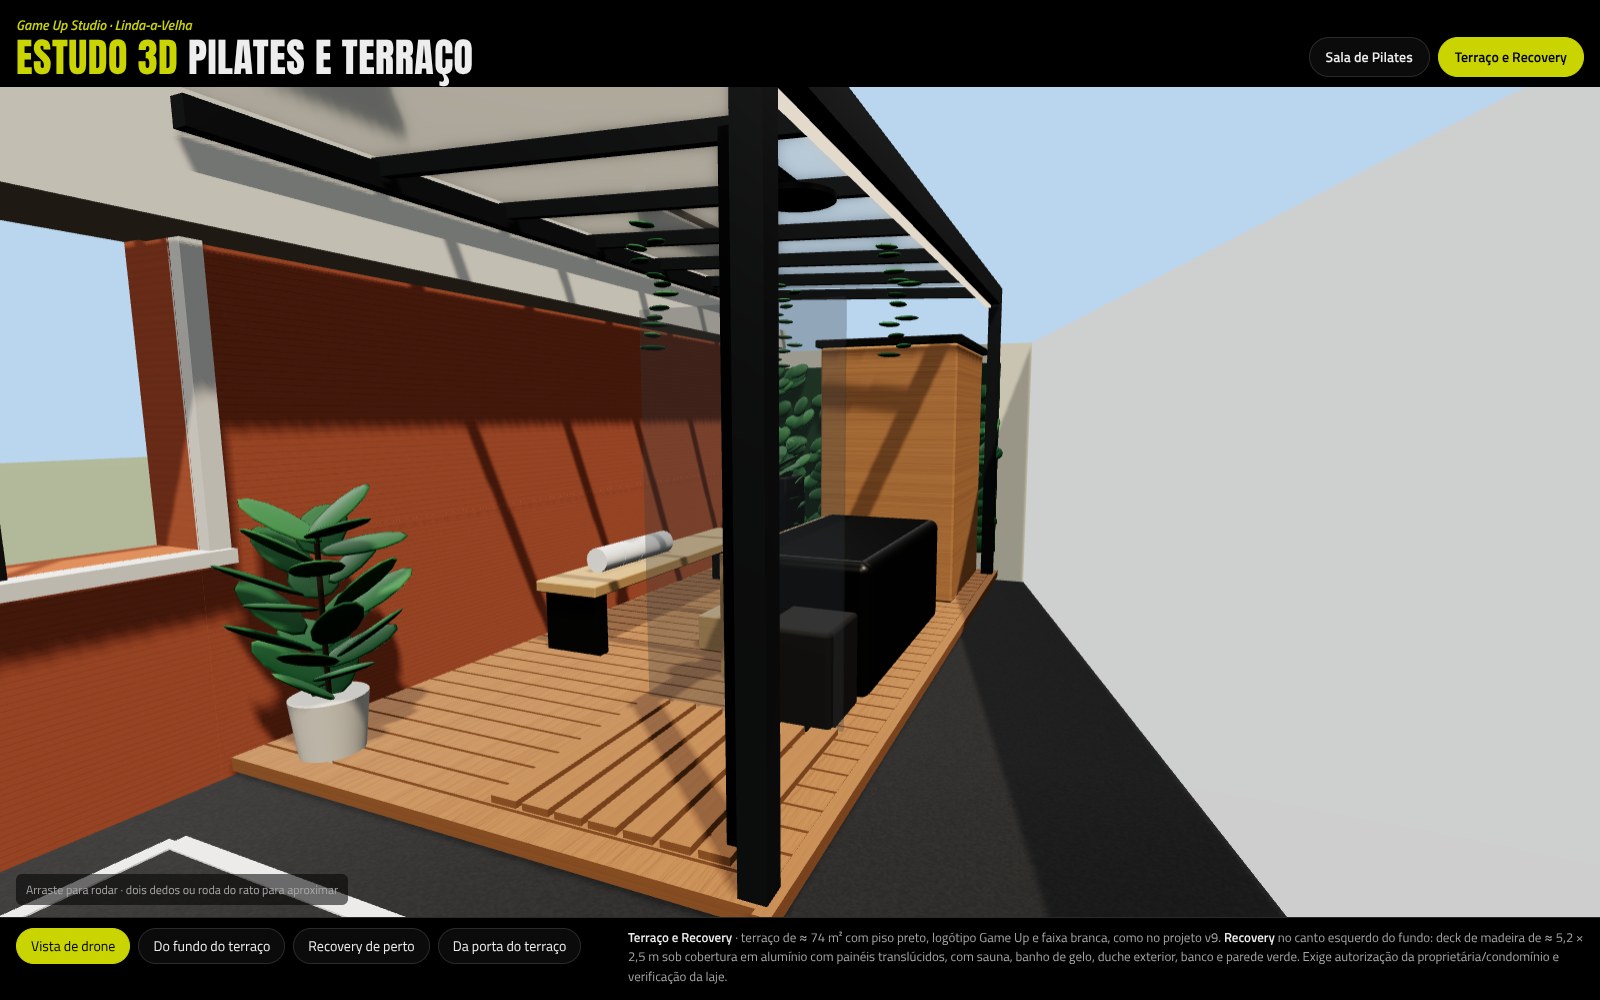 Game Up Studio · Linda-a-Velha
ESTUDO 3D PILATES E TERRAÇO
Sala de Pilates
Terraço e Recovery
Arraste para rodar · dois dedos ou roda do rato para aproximar
Vista de drone
Do fundo do terraço
Recovery de perto
Da porta do terraço
Terraço e Recovery · terraço de ≈ 74 m² com piso preto, logótipo Game Up e faixa branca, como no projeto v9. Recovery no canto esquerdo do fundo: deck de madeira de ≈ 5,2 ×
2,5 m sob cobertura em alumínio com painéis translúcidos, com sauna, banho de gelo, duche exterior, banco e parede verde. Exige autorização da proprietária/condomínio e
verificação da laje.